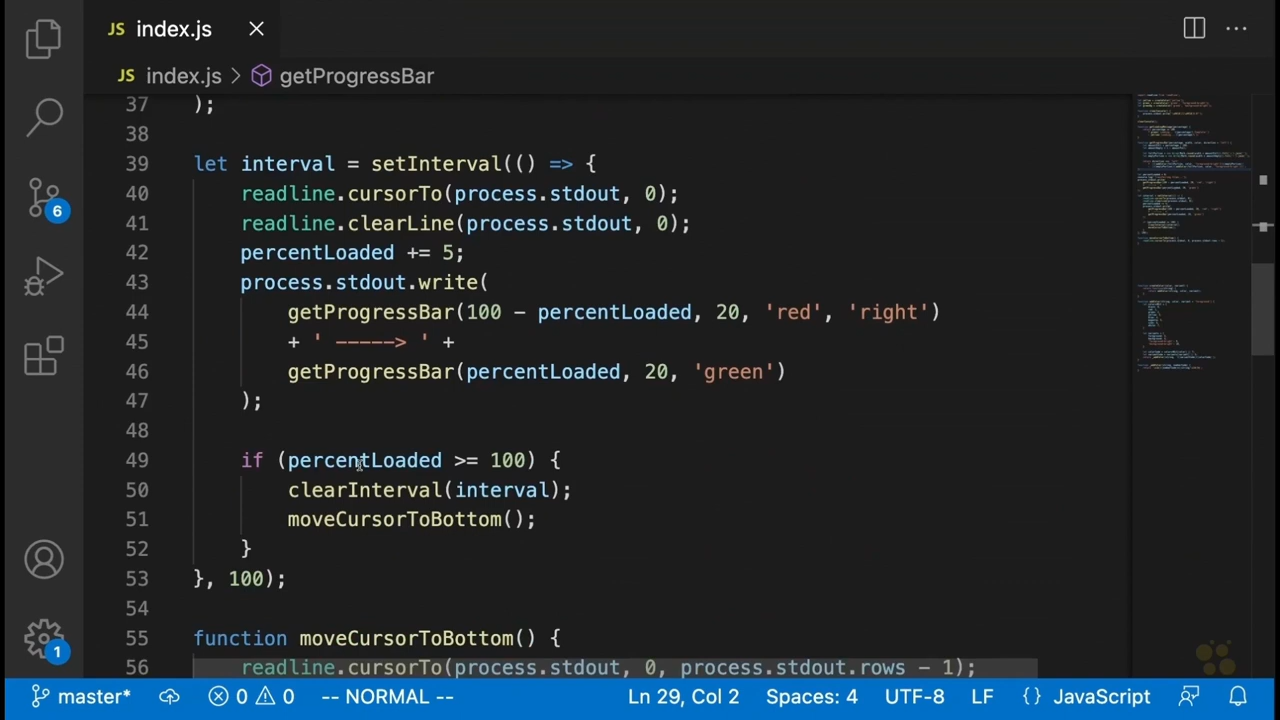 JS index.js
JS index.js > getProgressBar
37 );
38
39 let interval = setInterval(() => {
40 readline.cursorTo(process.stdout, 0);
41 readline.clearLine(process.stdout, 0);
42 percentLoaded += 5;
43 process.stdout.write(
44 getProgressBar(100 - percentLoaded, 20, 'red', 'right')
45 + ' -----> ' +
46 getProgressBar(percentLoaded, 20, 'green')
47 );
48
49 if (percentLoaded >= 100) {
50 clearInterval(interval);
51 moveCursorToBottom();
52 }
53 }, 100);
54
55 function moveCursorToBottom() {
56 readline.cursorTo(process.stdout, 0, process.stdout.rows - 1);
6
1
master* 0 0 -- NORMAL -- Ln 29, Col 2 Spaces: 4 UTF-8 LF {} JavaScript